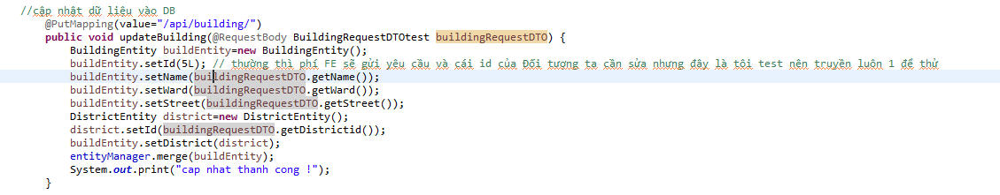 //cập nhật dữ liệu vào DB
@PutMapping(value="/api/building/")
public void updateBuilding(@RequestBody BuildingRequestDTOtest buildingRequestDTO) {
BuildingEntity buildEntity=new BuildingEntity();
buildEntity.setId(5L); // thường thì phí FE sẽ gửi yêu cầu và cái id của Đối tượng ta cần sửa nhưng đây là tôi test nên truyền luôn 1 để thử
buildEntity.setName(buildingRequestDTO.getName());
buildEntity.setWard(buildingRequestDTO.getWard());
buildEntity.setStreet(buildingRequestDTO.getStreet());
DistrictEntity district=new DistrictEntity();
district.setId(buildingRequestDTO.getDistrictid());
buildEntity.setDistrict(district);
entityManager.merge(buildEntity);
System.out.print("cap nhat thanh cong !");
}